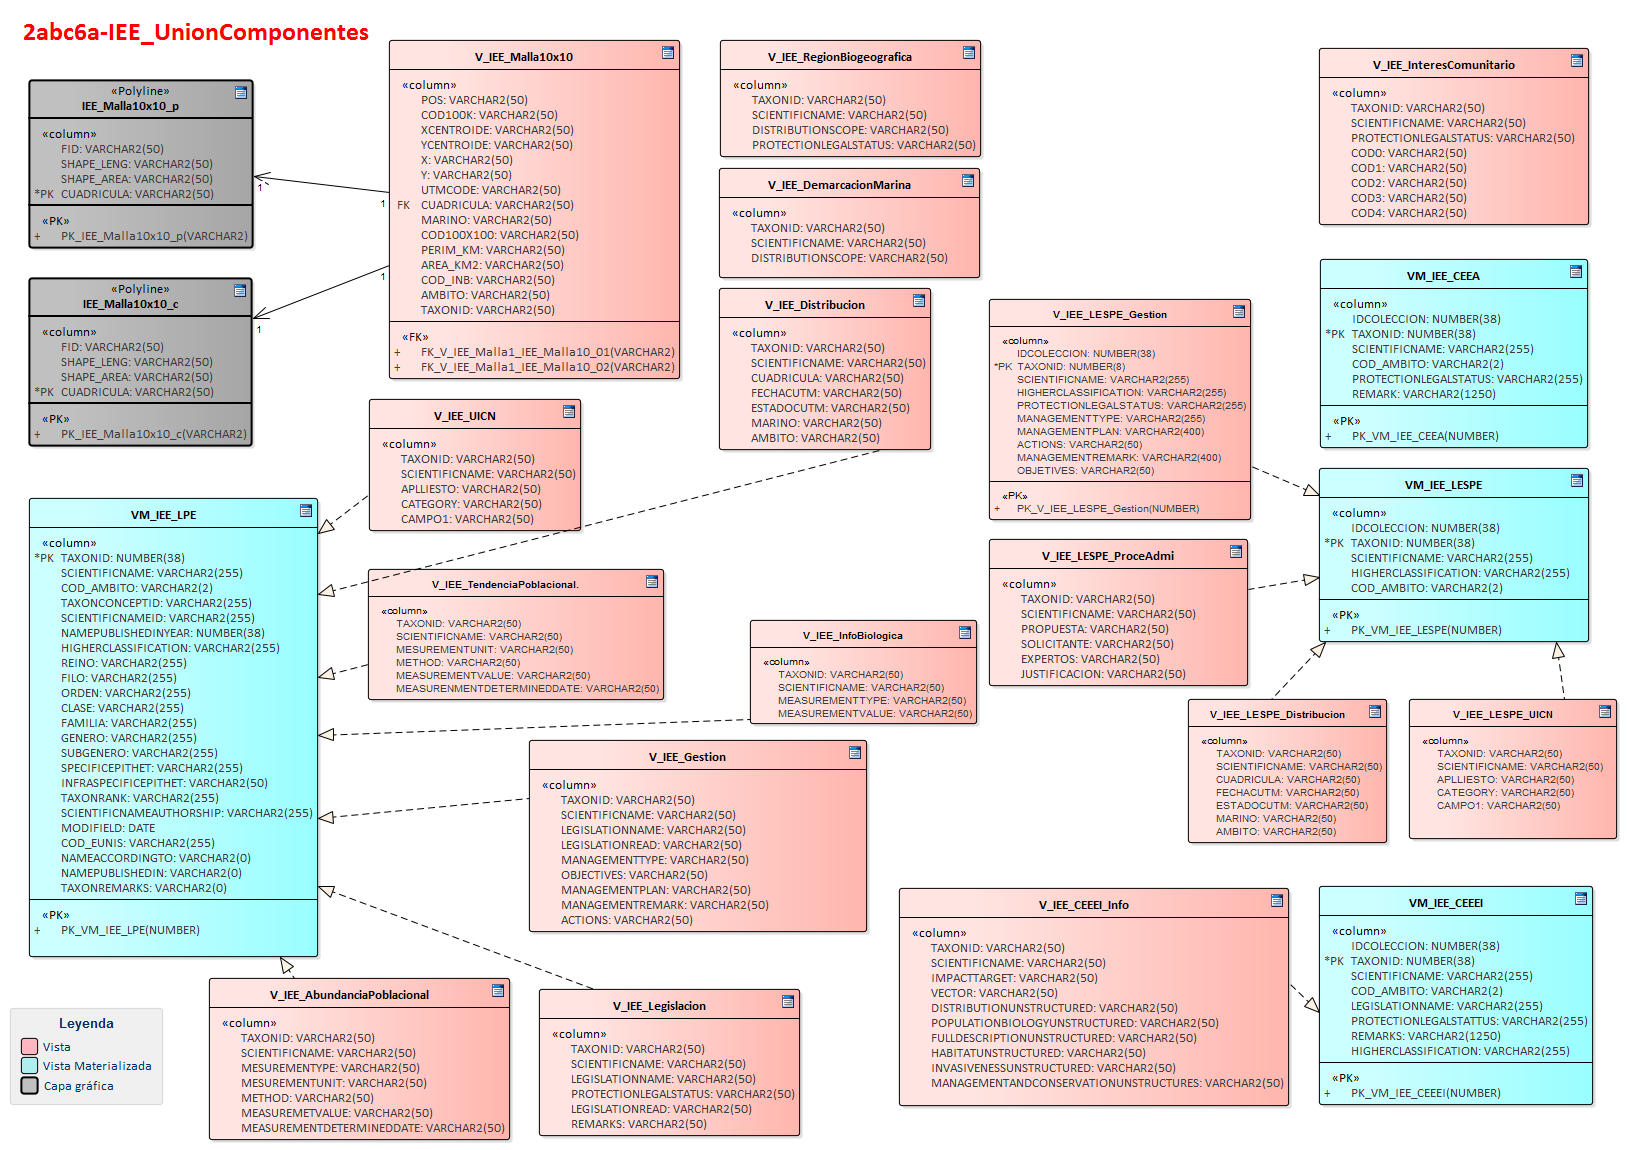 2abc6a-IEE_UnionComponentes
«Polyline»
IEE_Malla10x10_p
«column»
FID: VARCHAR2(50)
SHAPE_LENG: VARCHAR2(50)
SHAPE_AREA: VARCHAR2(50)
*PK CUADRICULA: VARCHAR2(50)
«PK»
+ PK_IEE_Malla10x10_p(VARCHAR2)
«Polyline»
IEE_Malla10x10_c
«column»
FID: VARCHAR2(50)
SHAPE_LENG: VARCHAR2(50)
SHAPE_AREA: VARCHAR2(50)
*PK CUADRICULA: VARCHAR2(50)
«PK»
+ PK_IEE_Malla10x10_c(VARCHAR2)
1
1
1
1
V_IEE_Malla10x10
«column»
POS: VARCHAR2(50)
COD100K: VARCHAR2(50)
XCENTROIDE: VARCHAR2(50)
YCENTROIDE: VARCHAR2(50)
X: VARCHAR2(50)
Y: VARCHAR2(50)
UTMCODE: VARCHAR2(50)
FK CUADRICULA: VARCHAR2(50)
MARINO: VARCHAR2(50)
COD100X100: VARCHAR2(50)
PERIM_KM: VARCHAR2(50)
AREA_KM2: VARCHAR2(50)
COD_INB: VARCHAR2(50)
AMBITO: VARCHAR2(50)
TAXONID: VARCHAR2(50)
«FK»
+ FK_V_IEE_Malla1_IEE_Malla10_01(VARCHAR2)
+ FK_V_IEE_Malla1_IEE_Malla10_02(VARCHAR2)
V_IEE_RegionBiogeografica
«column»
TAXONID: VARCHAR2(50)
SCIENTIFICNAME: VARCHAR2(50)
DISTRIBUTIONSCOPE: VARCHAR2(50)
PROTECTIONLEGALSTATUS: VARCHAR2(50)
V_IEE_DemarcacionMarina
«column»
TAXONID: VARCHAR2(50)
SCIENTIFICNAME: VARCHAR2(50)
DISTRIBUTIONSCOPE: VARCHAR2(50)
V_IEE_Distribucion
«column»
TAXONID: VARCHAR2(50)
SCIENTIFICNAME: VARCHAR2(50)
CUADRICULA: VARCHAR2(50)
FECHACUTM: VARCHAR2(50)
ESTADOCUTM: VARCHAR2(50)
MARINO: VARCHAR2(50)
AMBITO: VARCHAR2(50)
V_IEE_InteresComunitario
«column»
TAXONID: VARCHAR2(50)
SCIENTIFICNAME: VARCHAR2(50)
PROTECTIONLEGALSTATUS: VARCHAR2(50)
COD0: VARCHAR2(50)
COD1: VARCHAR2(50)
COD2: VARCHAR2(50)
COD3: VARCHAR2(50)
COD4: VARCHAR2(50)
VM_IEE_CEEA
«column»
IDCOLECCION: NUMBER(38)
*PK TAXONID: NUMBER(38)
SCIENTIFICNAME: VARCHAR2(255)
COD_AMBITO: VARCHAR2(2)
PROTECTIONLEGALSTATUS: VARCHAR2(255)
REMARK: VARCHAR2(1250)
«PK»
+ PK_VM_IEE_CEEA(NUMBER)
V_IEE_LESPE_Gestion
«column»
IDCOLECCION: NUMBER(38)
*PK TAXONID: NUMBER(8)
SCIENTIFICNAME: VARCHAR2(255)
HIGHERCLASSIFICATION: VARCHAR2(255)
PROTECTIONLEGALSTATUS: VARCHAR2(255)
MANAGEMENTTYPE: VARCHAR2(255)
MANAGEMENTPLAN: VARCHAR2(400)
ACTIONS: VARCHAR2(50)
MANAGEMENTREMARK: VARCHAR2(400)
OBJETIVES: VARCHAR2(50)
«PK»
+ PK_V_IEE_LESPE_Gestion(NUMBER)
V_IEE_UICN
«column»
TAXONID: VARCHAR2(50)
SCIENTIFICNAME: VARCHAR2(50)
APLLIESTO: VARCHAR2(50)
CATEGORY: VARCHAR2(50)
CAMPO1: VARCHAR2(50)
VM_IEE_LESPE
«column»
IDCOLECCION: NUMBER(38)
*PK TAXONID: NUMBER(38)
SCIENTIFICNAME: VARCHAR2(255)
HIGHERCLASSIFICATION: VARCHAR2(255)
COD_AMBITO: VARCHAR2(2)
«PK»
+ PK_VM_IEE_LESPE(NUMBER)
VM_IEE_LPE
«column»
*PK TAXONID: NUMBER(38)
SCIENTIFICNAME: VARCHAR2(255)
COD_AMBITO: VARCHAR2(2)
TAXONCONCEPTID: VARCHAR2(255)
SCIENTIFICNAMEID: VARCHAR2(255)
NAMEPUBLISHEDINYEAR: NUMBER(38)
HIGHERCLASSIFICATION: VARCHAR2(255)
REINO: VARCHAR2(255)
FILO: VARCHAR2(255)
ORDEN: VARCHAR2(255)
CLASE: VARCHAR2(255)
FAMILIA: VARCHAR2(255)
GENERO: VARCHAR2(255)
SUBGENERO: VARCHAR2(255)
SPECIFICEPITHET: VARCHAR2(255)
INFRASPECIFICEPITHET: VARCHAR2(50)
TAXONRANK: VARCHAR2(255)
SCIENTIFICNAMEAUTHORSHIP: VARCHAR2(255)
MODIFIELD: DATE
COD_EUNIS: VARCHAR2(255)
NAMEACCORDINGTO: VARCHAR2(0)
NAMEPUBLISHEDIN: VARCHAR2(0)
TAXONREMARKS: VARCHAR2(0)
«PK»
+ PK_VM_IEE_LPE(NUMBER)
V_IEE_TendenciaPoblacional.
«column»
TAXONID: VARCHAR2(50)
SCIENTIFICNAME: VARCHAR2(50)
MESUREMENTUNIT: VARCHAR2(50)
METHOD: VARCHAR2(50)
MEASUREMENTVALUE: VARCHAR2(50)
MEASURENMENTDETERMINEDDATE: VARCHAR2(50)
V_IEE_InfoBiologica
«column»
TAXONID: VARCHAR2(50)
SCIENTIFICNAME: VARCHAR2(50)
MEASUREMENTTYPE: VARCHAR2(50)
MEASUREMENTVALUE: VARCHAR2(50)
V_IEE_LESPE_ProceAdmi
«column»
TAXONID: VARCHAR2(50)
SCIENTIFICNAME: VARCHAR2(50)
PROPUESTA: VARCHAR2(50)
SOLICITANTE: VARCHAR2(50)
EXPERTOS: VARCHAR2(50)
JUSTIFICACION: VARCHAR2(50)
V_IEE_LESPE_Distribucion
«column»
TAXONID: VARCHAR2(50)
SCIENTIFICNAME: VARCHAR2(50)
CUADRICULA: VARCHAR2(50)
FECHACUTM: VARCHAR2(50)
ESTADOCUTM: VARCHAR2(50)
MARINO: VARCHAR2(50)
AMBITO: VARCHAR2(50)
V_IEE_LESPE_UICN
«column»
TAXONID: VARCHAR2(50)
SCIENTIFICNAME: VARCHAR2(50)
APLLIESTO: VARCHAR2(50)
CATEGORY: VARCHAR2(50)
CAMPO1: VARCHAR2(50)
V_IEE_Gestion
«column»
TAXONID: VARCHAR2(50)
SCIENTIFICNAME: VARCHAR2(50)
LEGISLATIONNAME: VARCHAR2(50)
LEGISLATIONREAD: VARCHAR2(50)
MANAGEMENTTYPE: VARCHAR2(50)
OBJECTIVES: VARCHAR2(50)
MANAGEMENTPLAN: VARCHAR2(50)
MANAGEMENTREMARK: VARCHAR2(50)
ACTIONS: VARCHAR2(50)
V_IEE_CEEEI_Info
«column»
TAXONID: VARCHAR2(50)
SCIENTIFICNAME: VARCHAR2(50)
IMPACTTARGET: VARCHAR2(50)
VECTOR: VARCHAR2(50)
DISTRIBUTIONUNSTRUCTURED: VARCHAR2(50)
POPULATIONBIOLOGYUNSTRUCTURED: VARCHAR2(50)
FULLDESCRIPTIONUNSTRUCTURED: VARCHAR2(50)
HABITATUNSTRUCTURED: VARCHAR2(50)
INVASIVENESSUNSTRUCTURED: VARCHAR2(50)
MANAGEMENTANDCONSERVATIONUNSTRUCTURES: VARCHAR2(50)
VM_IEE_CEEEI
«column»
IDCOLECCION: NUMBER(38)
*PK TAXONID: NUMBER(38)
SCIENTIFICNAME: VARCHAR2(255)
COD_AMBITO: VARCHAR2(2)
LEGISLATIONNAME: VARCHAR2(255)
PROTECTIONLEGALSTATTUS: VARCHAR2(255)
REMARKS: VARCHAR2(1250)
HIGHERCLASSIFICATION: VARCHAR2(255)
«PK»
+ PK_VM_IEE_CEEEI(NUMBER)
V_IEE_AbundanciaPoblacional
«column»
TAXONID: VARCHAR2(50)
SCIENTIFICNAME: VARCHAR2(50)
MESUREMENTYPE: VARCHAR2(50)
MESUREMENTUNIT: VARCHAR2(50)
METHOD: VARCHAR2(50)
MEASUREMETVALUE: VARCHAR2(50)
MEASUREMENTDETERMINEDDATE: VARCHAR2(50)
V_IEE_Legislacion
«column»
TAXONID: VARCHAR2(50)
SCIENTIFICNAME: VARCHAR2(50)
LEGISLATIONNAME: VARCHAR2(50)
PROTECTIONLEGALSTATUS: VARCHAR2(50)
LEGISLATIONREAD: VARCHAR2(50)
REMARKS: VARCHAR2(50)
Leyenda
Vista
Vista Materializada
Capa gráfica